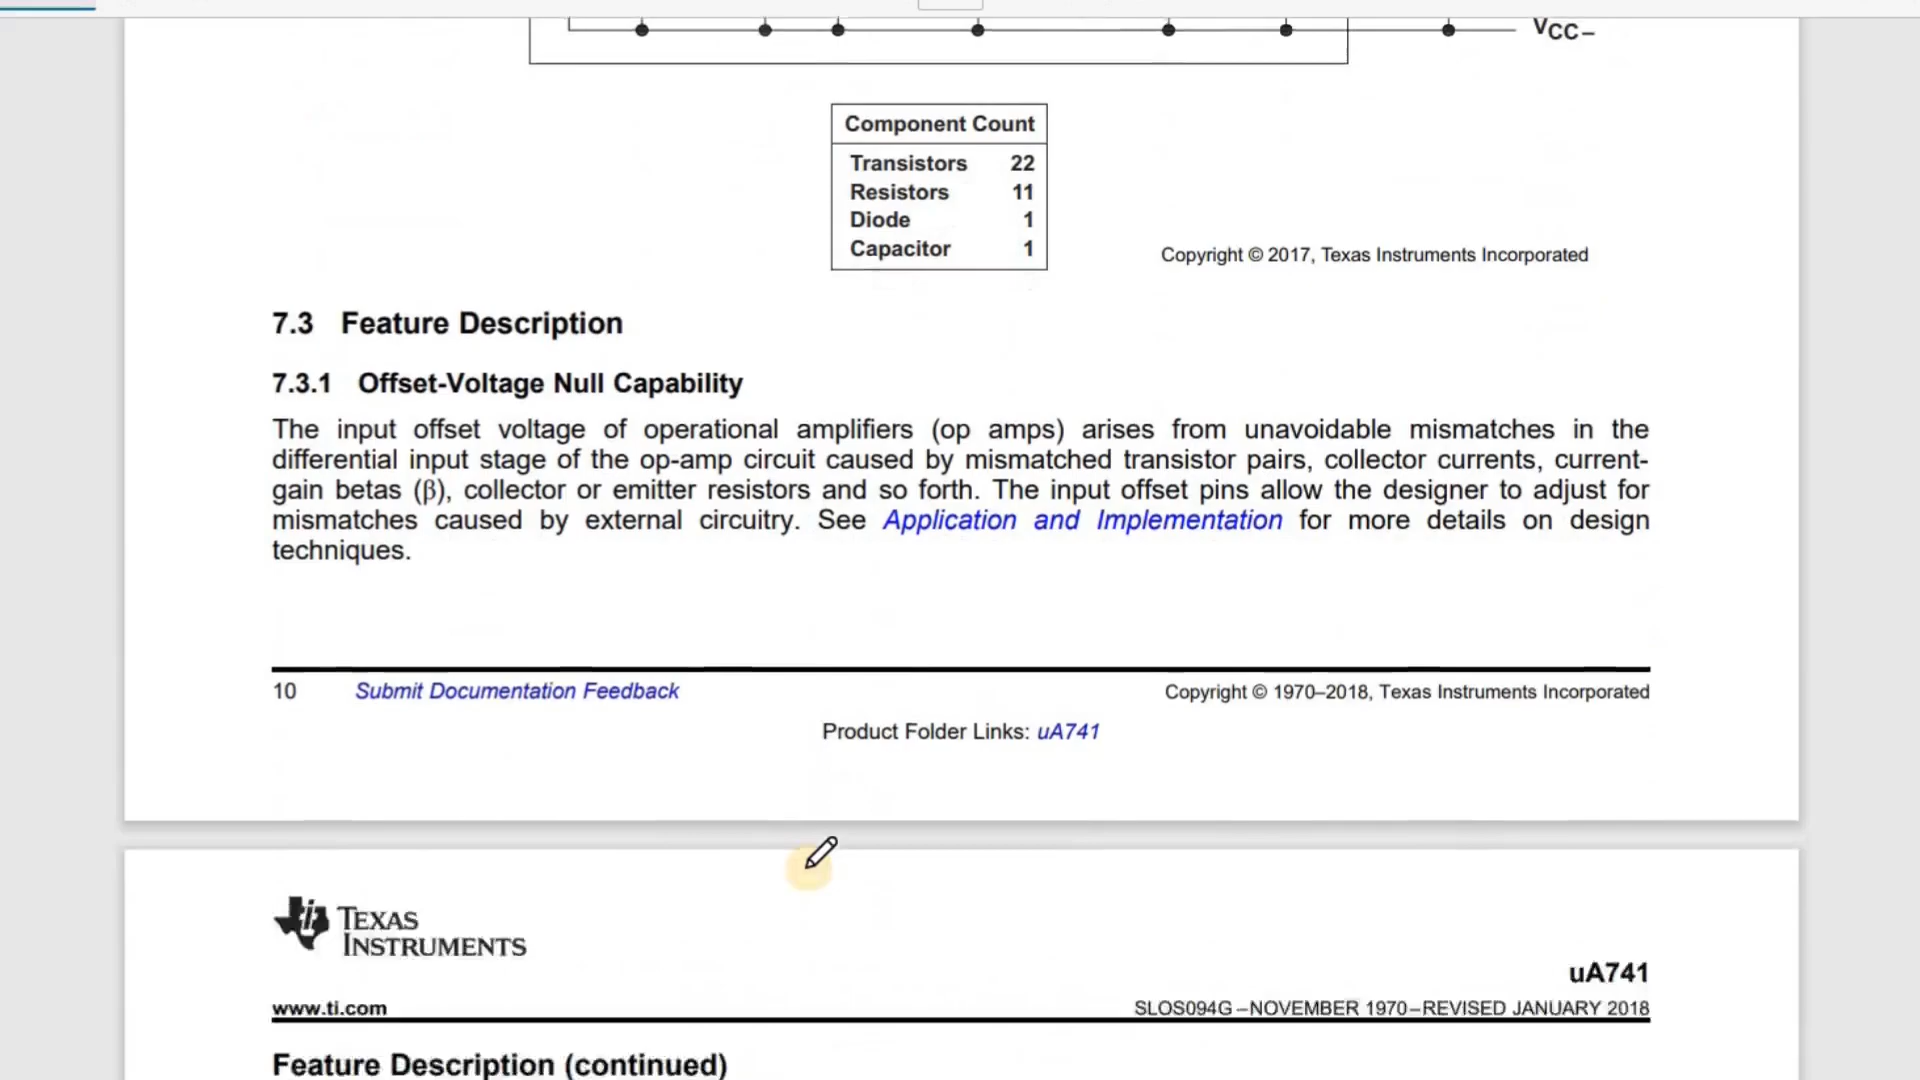 VCC–
Component Count
Transistors 22
Resistors 11
Diode 1
Capacitor 1
Copyright © 2017, Texas Instruments Incorporated
7.3 Feature Description
7.3.1 Offset-Voltage Null Capability
The input offset voltage of operational amplifiers (op amps) arises from unavoidable mismatches in the
differential input stage of the op-amp circuit caused by mismatched transistor pairs, collector currents, current-
gain betas (β), collector or emitter resistors and so forth. The input offset pins allow the designer to adjust for
mismatches caused by external circuitry. See Application and Implementation for more details on design
techniques.
10 Submit Documentation Feedback Copyright © 1970–2018, Texas Instruments Incorporated
Product Folder Links: uA741
TEXAS
INSTRUMENTS
uA741
www.ti.com SLOS094G –NOVEMBER 1970–REVISED JANUARY 2018
Feature Description (continued)